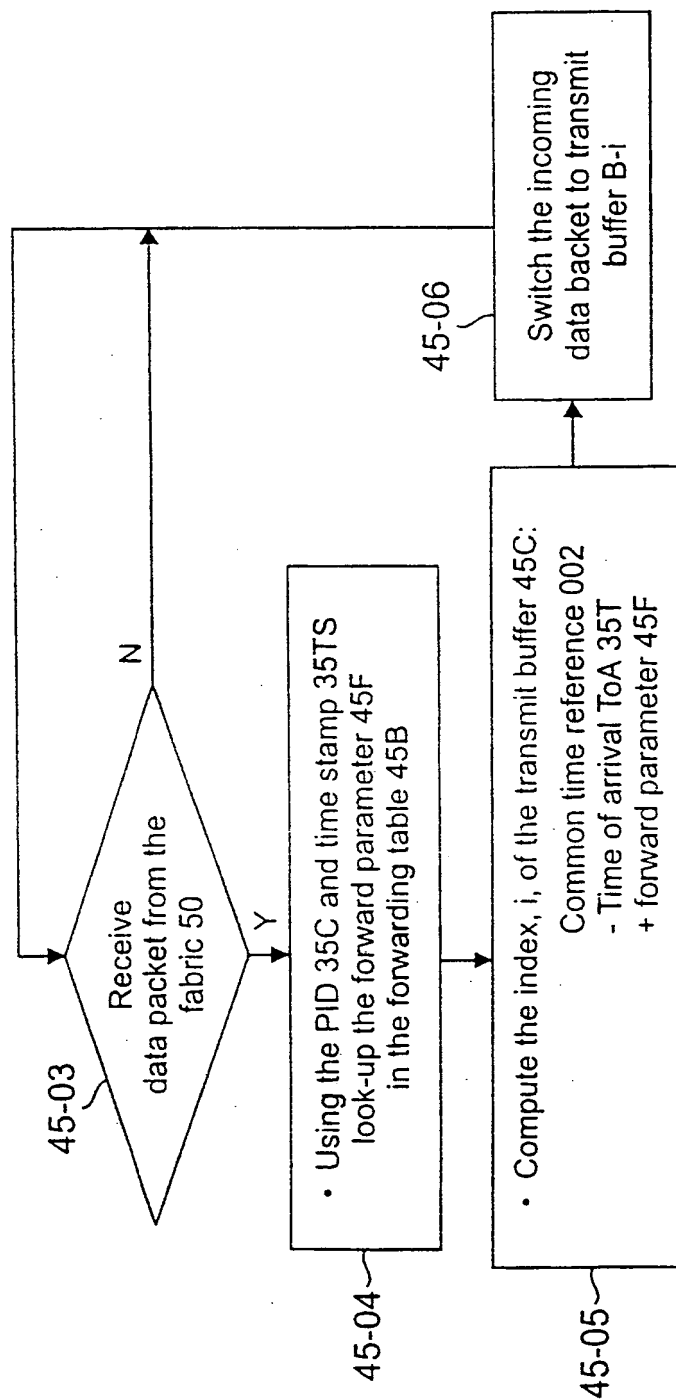 45-03
Receive
data packet from the
fabric 50
N
Y
45-04
• Using the PID 35C and time stamp 35TS
look-up the forward parameter 45F
in the forwarding table 45B
45-05
• Compute the index, i, of the transmit buffer 45C:
Common time reference 002
- Time of arrival ToA 35T
+ forward parameter 45F
45-06
Switch the incoming
data backet to transmit
buffer B-i